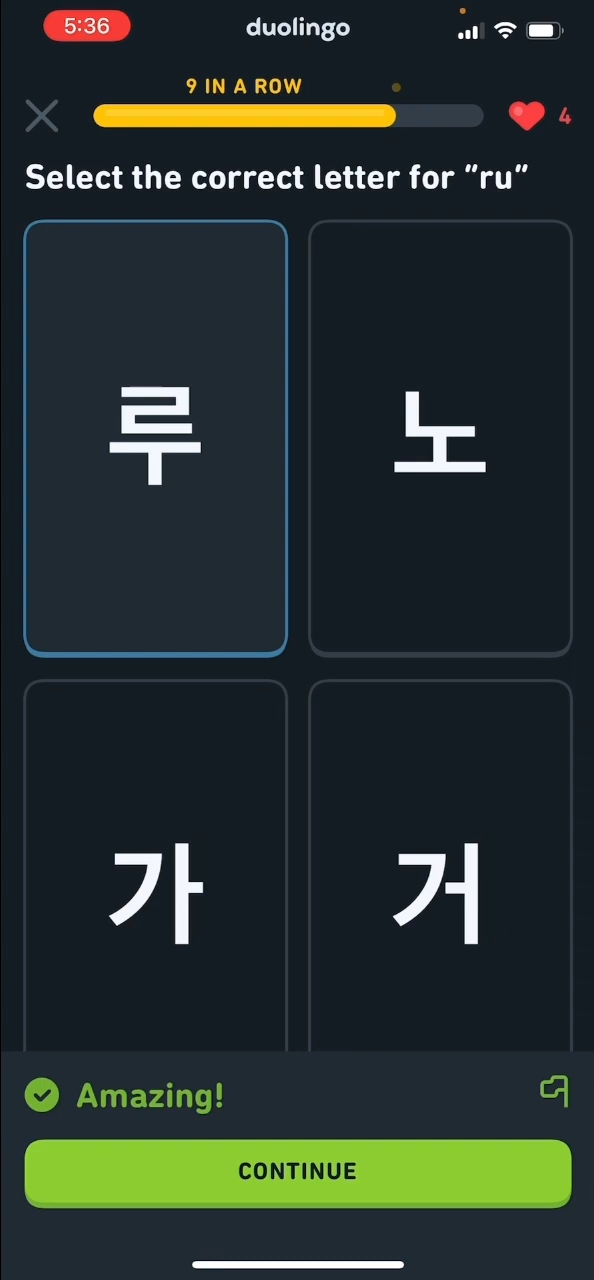 5:36
duolingo
9 IN A ROW
4
Select the correct letter for "ru"
루
노
가
거
Amazing!
CONTINUE